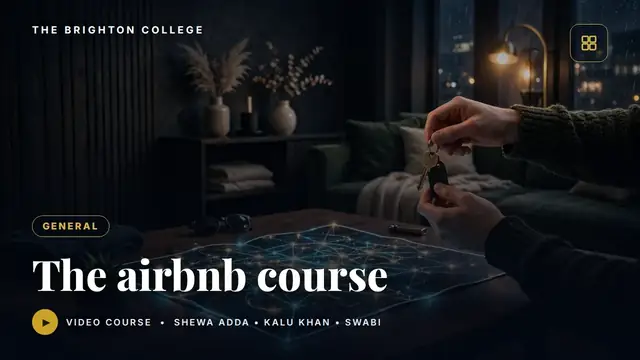 THE BRIGHTON COLLEGE
GENERAL
The airbnb course
VIDEO COURSE • SHEWA ADDA • KALU KHAN • SWABI